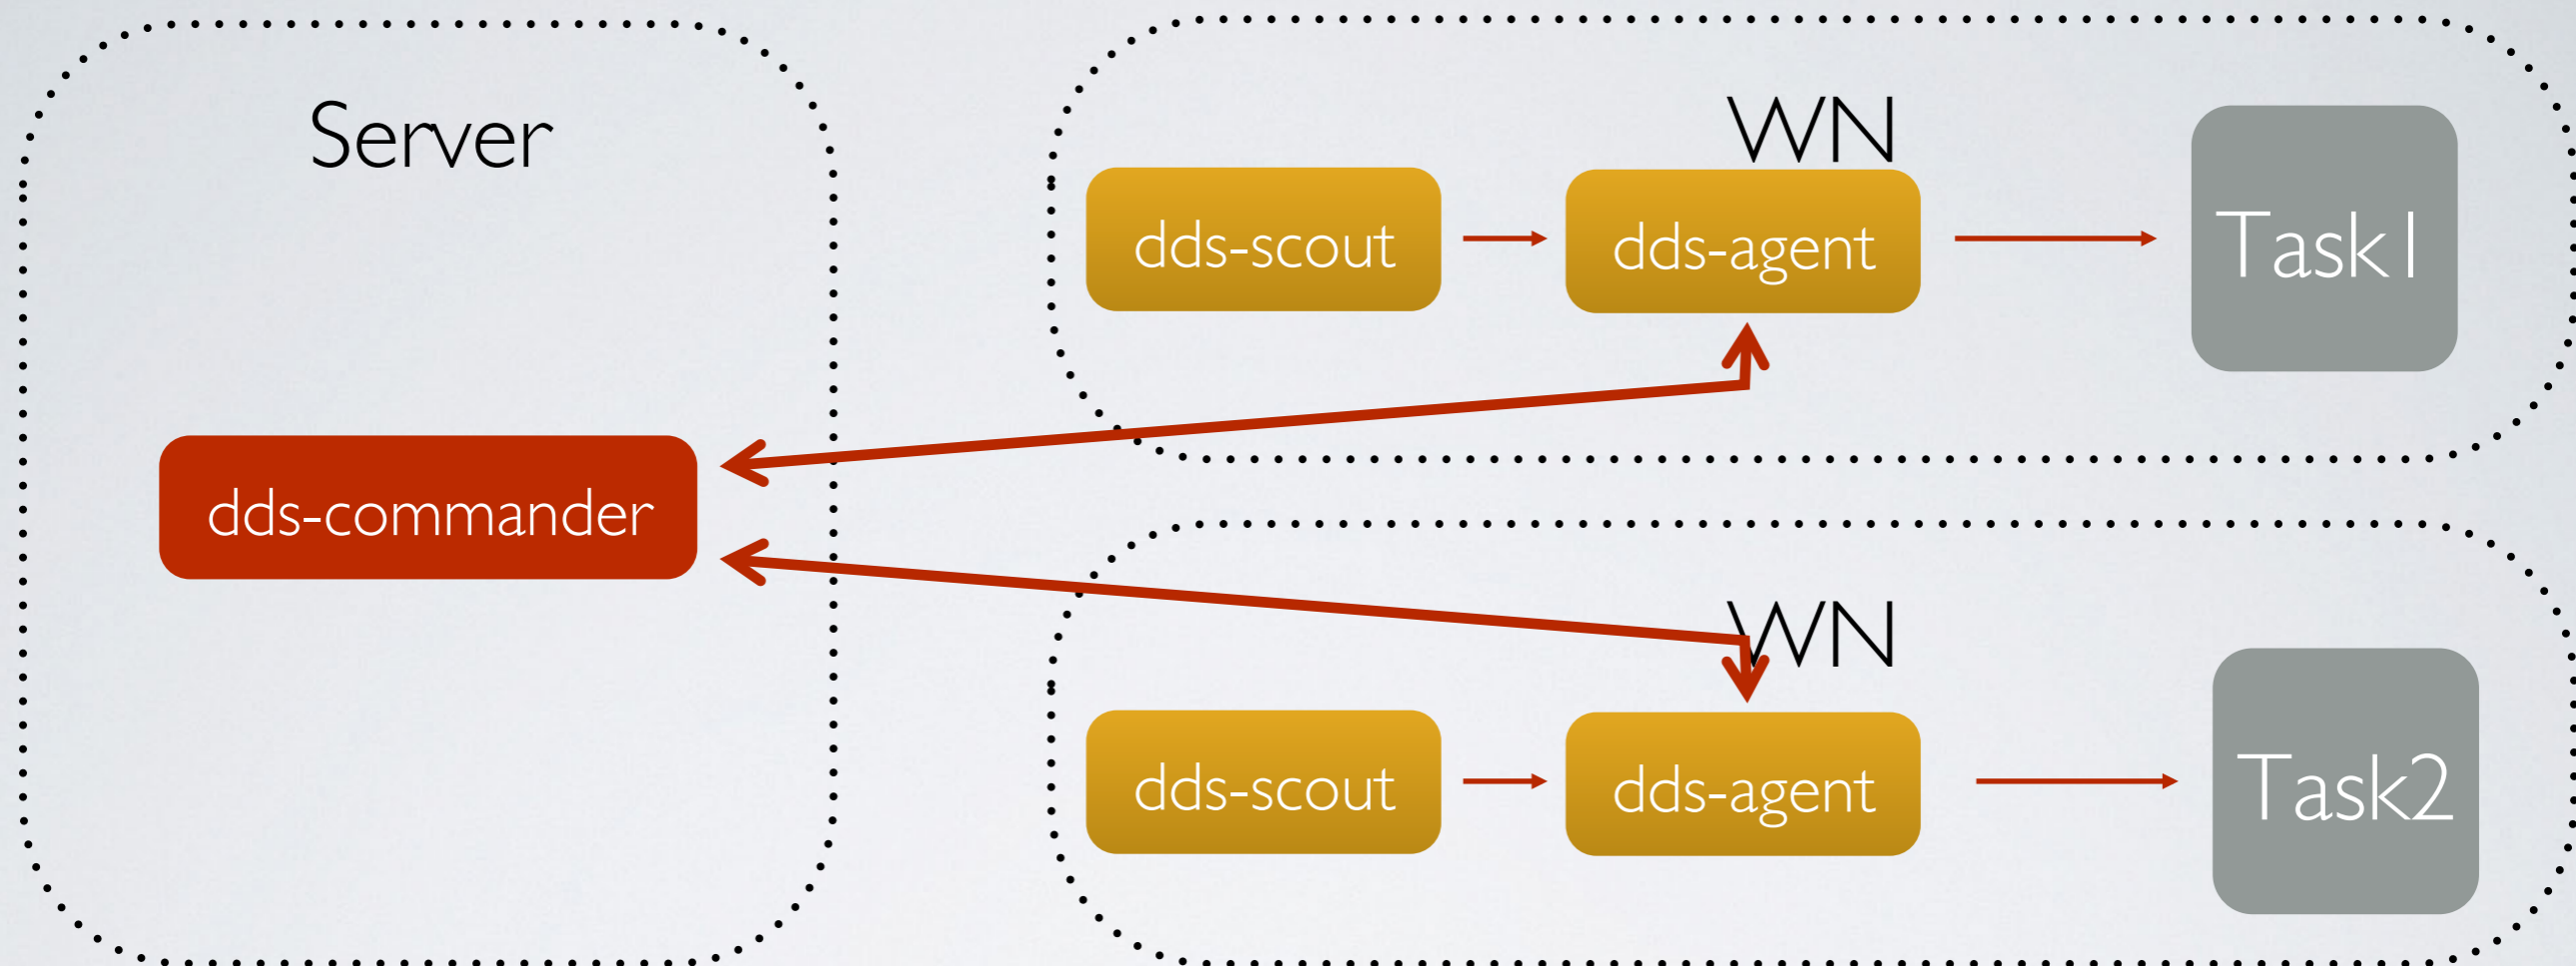 Server
dds-commander
WN
dds-scout
dds-agent
Task1
WN
dds-scout
dds-agent
Task2